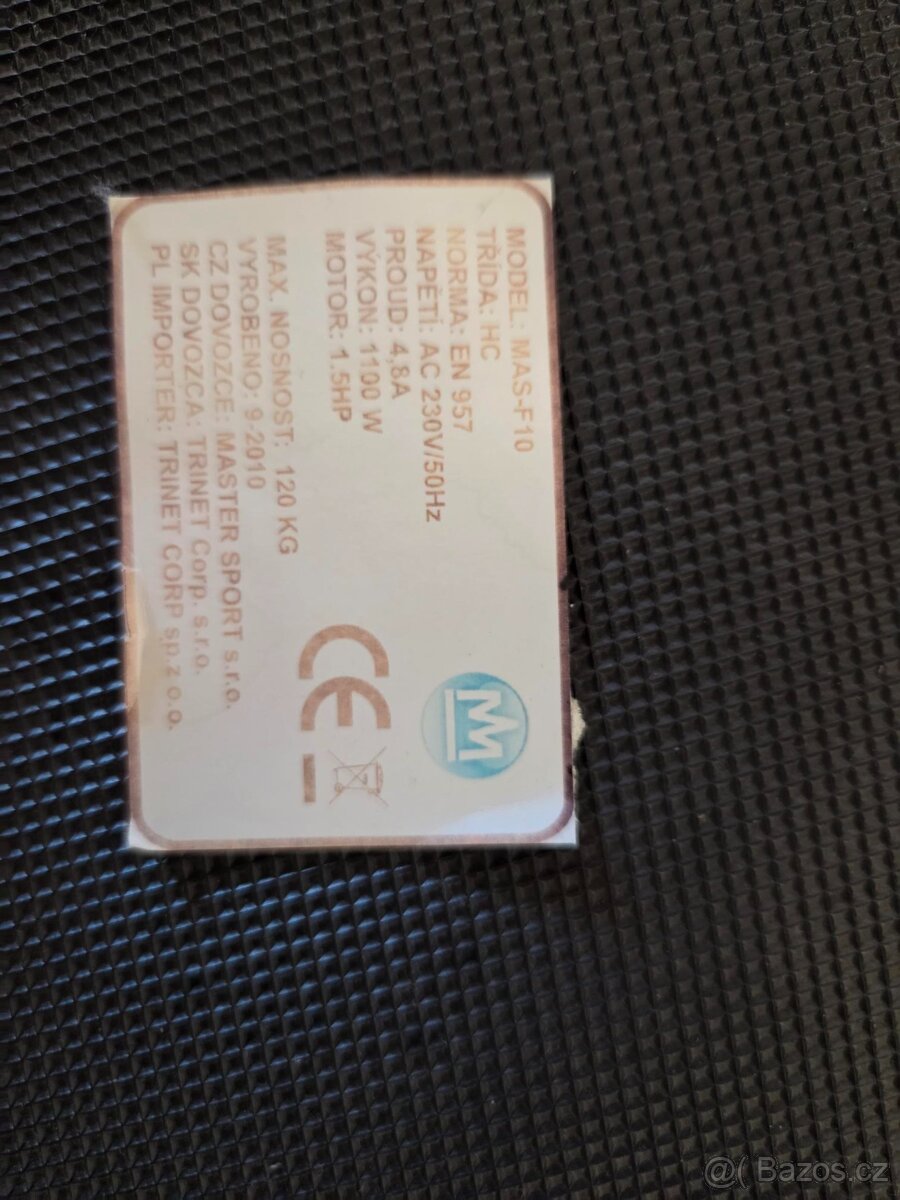 MODEL: MAS-F10
TŘÍDA: HC
NORMA: EN 957
NAPĚTÍ: AC 230V/50Hz
PROUD: 4,8A
VÝKON: 1100 W
MOTOR: 1.5HP
MAX. NOSNOST: 120 KG
VYROBENO: 9.2010
CZ DOVOZCE: MASTER SPORT s.r.o.
SK DOVOZCA: TRINET Corp. s.r.o.
PL IMPORTER: TRINET CORP sp.z o.o.
M
CE
@( Bazos.cz